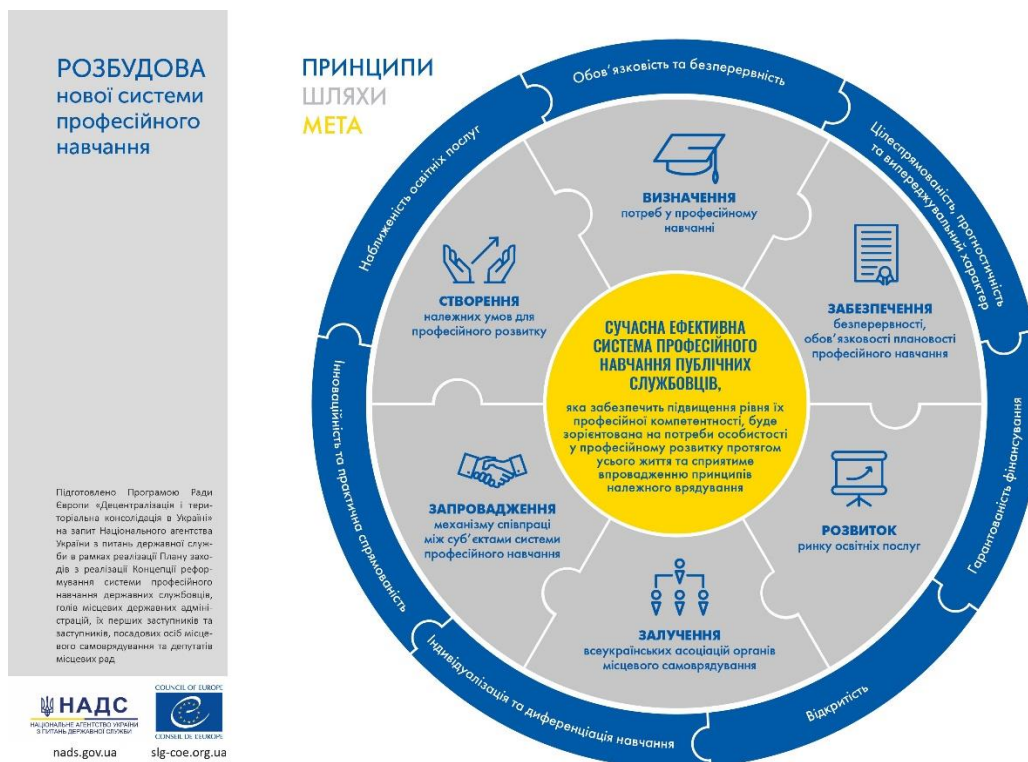 РОЗБУДОВА
нової системи
професійного
навчання
ПРИНЦИПИ
ШЛЯХИ
МЕТА
Обов’язковість та безперервність
Цілеспрямованість, прогностичність
та випереджувальний характер
Гарантованість фінансування
Відкритість
Індивідуалізація та диференціація навчання
Інноваційність та практична спрямованість
Наближеність освітніх послуг
ВИЗНАЧЕННЯ
потреб у професійному
навчанні
ЗАБЕЗПЕЧЕННЯ
безперервності,
обов’язковості плановості
професійного навчання
РОЗВИТОК
ринку освітніх послуг
ЗАЛУЧЕННЯ
всеукраїнських асоціацій органів
місцевого самоврядування
ЗАПРОВАДЖЕННЯ
механізму співпраці
між суб’єктами системи
професійного навчання
СТВОРЕННЯ
належних умов для
професійного розвитку
СУЧАСНА ЕФЕКТИВНА
СИСТЕМА ПРОФЕСІЙНОГО
НАВЧАННЯ ПУБЛІЧНИХ
СЛУЖБОВЦІВ,
яка забезпечить підвищення рівня їх
професійної компетентності, буде
зорієнтована на потреби особистості
у професійному розвитку протягом
усього життя та сприятиме
впровадженню принципів
належного врядування
Підготовлено Програмою Ради
Європи «Децентралізація і тери-
торіальна консолідація в Україні»
на запит Національного агентства
України з питань державної служ-
би в рамках реалізації Плану захо-
дів з реалізації Концепції рефор-
мування системи професійного
навчання державних службовців,
голів місцевих державних адміні-
страцій, їх перших заступників та
заступників, посадових осіб місце-
вого самоврядування та депутатів
місцевих рад
НАДС
НАЦІОНАЛЬНЕ АГЕНТСТВО УКРАЇНИ
З ПИТАНЬ ДЕРЖАВНОЇ СЛУЖБИ
nads.gov.ua
COUNCIL OF EUROPE
CONSEIL DE L'EUROPE
slg-coe.org.ua